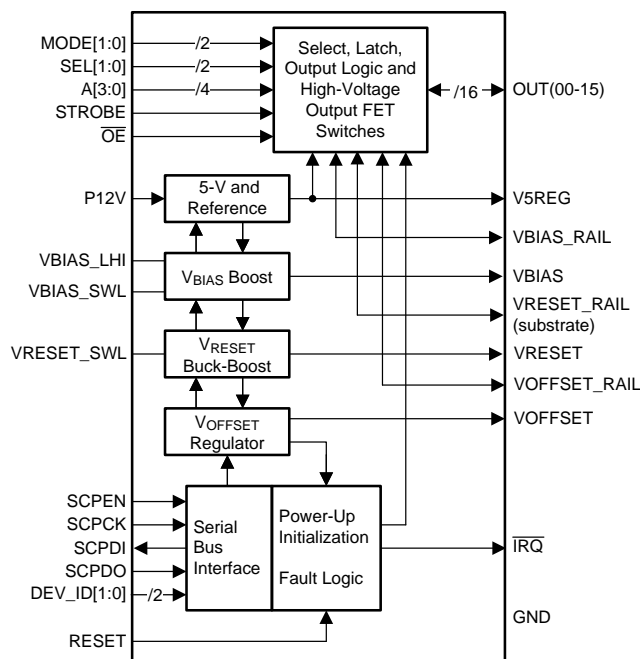 MODE[1:0]
/2
SEL[1:0]
/2
A[3:0]
/4
STROBE
OE
Select, Latch,
Output Logic and
High-Voltage
Output FET
Switches
/16
OUT(00-15)
P12V
5-V and
Reference
V5REG
VBIAS_RAIL
VBIAS_LHI
VBIAS_SWL
VBIAS Boost
VBIAS
VRESET_RAIL
(substrate)
VRESET_SWL
VRESET
Buck-Boost
VRESET
VOFFSET_RAIL
VOFFSET
Regulator
VOFFSET
SCPEN
SCPCK
SCPDI
SCPDO
DEV_ID[1:0]
/2
Serial
Bus
Interface
Power-Up
Initialization
Fault Logic
IRQ
GND
RESET